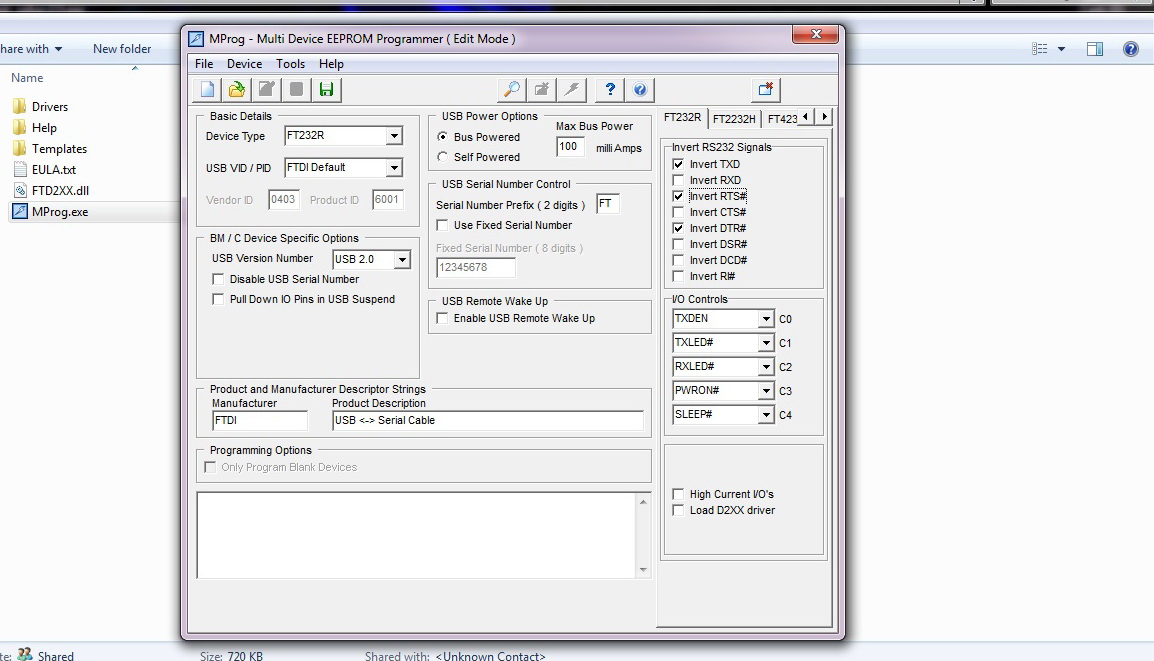 hare with
New folder
Name
Drivers
Help
Templates
EULA.txt
FTD2XX.dll
MProg.exe
MProg - Multi Device EEPROM Programmer ( Edit Mode )
File Device Tools Help
Basic Details
Device Type FT232R
USB VID / PID FTDI Default
Vendor ID 0403 Product ID 6001
BM / C Device Specific Options
USB Version Number USB 2.0
Disable USB Serial Number
Pull Down IO Pins in USB Suspend
USB Power Options
Bus Powered
Self Powered
Max Bus Power
100 milli Amps
USB Serial Number Control
Serial Number Prefix ( 2 digits ) FT
Use Fixed Serial Number
Fixed Serial Number ( 8 digits )
12345678
USB Remote Wake Up
Enable USB Remote Wake Up
Product and Manufacturer Descriptor Strings
Manufacturer Product Description
FTDI USB <-> Serial Cable
Programming Options
Only Program Blank Devices
FT232R FT2232H FT423
Invert RS232 Signals
Invert TXD
Invert RXD
Invert RTS#
Invert CTS#
Invert DTR#
Invert DSR#
Invert DCD#
Invert RI#
I/O Controls
TXDEN C0
TXLED# C1
RXLED# C2
PWRON# C3
SLEEP# C4
High Current I/O's
Load D2XX driver
te: Shared Size: 720 KB Shared with: <Unknown Contact>